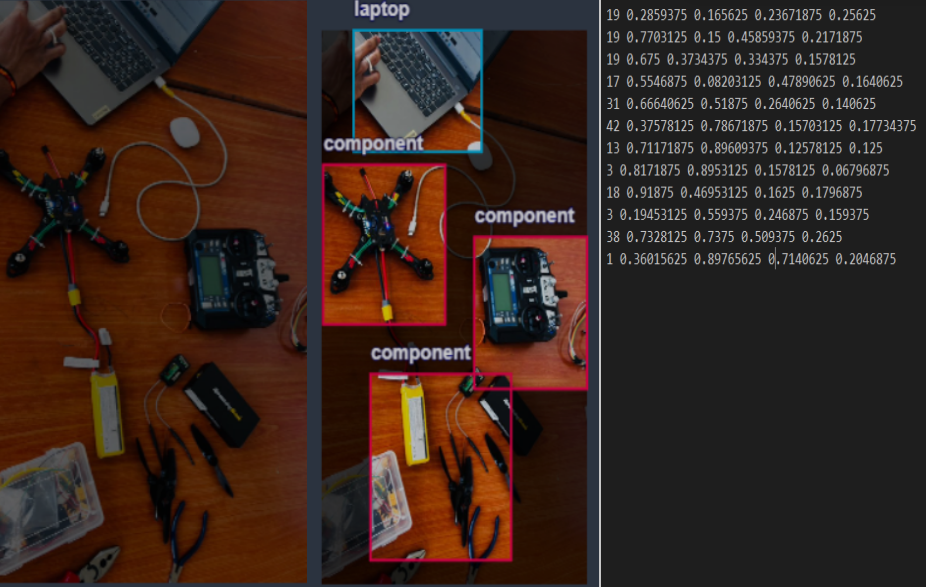 laptop
component
component
component
19 0.2859375 0.165625 0.23671875 0.25625
19 0.7703125 0.15 0.45859375 0.2171875
19 0.675 0.3734375 0.334375 0.1578125
17 0.5546875 0.08203125 0.47890625 0.1640625
31 0.66640625 0.51875 0.2640625 0.140625
42 0.37578125 0.78671875 0.15703125 0.17734375
13 0.71171875 0.89609375 0.12578125 0.125
3 0.8171875 0.8953125 0.1578125 0.06796875
18 0.91875 0.46953125 0.1625 0.1796875
3 0.19453125 0.559375 0.246875 0.159375
38 0.7328125 0.7375 0.509375 0.2625
1 0.36015625 0.89765625 0.7140625 0.2046875